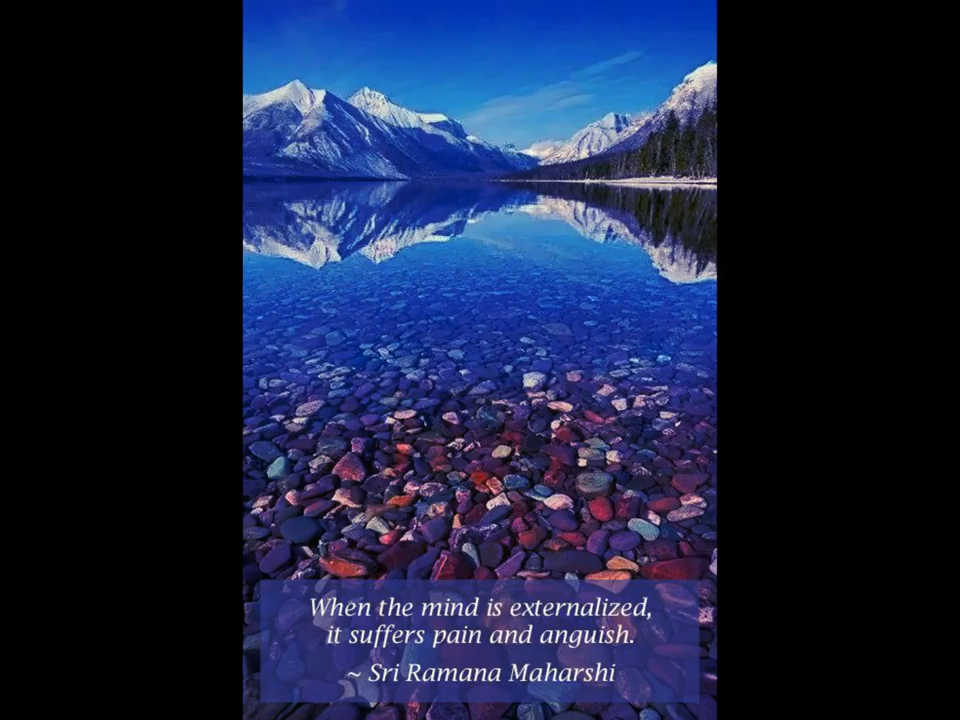 When the mind is externalized,
it suffers pain and anguish.
~ Sri Ramana Maharshi